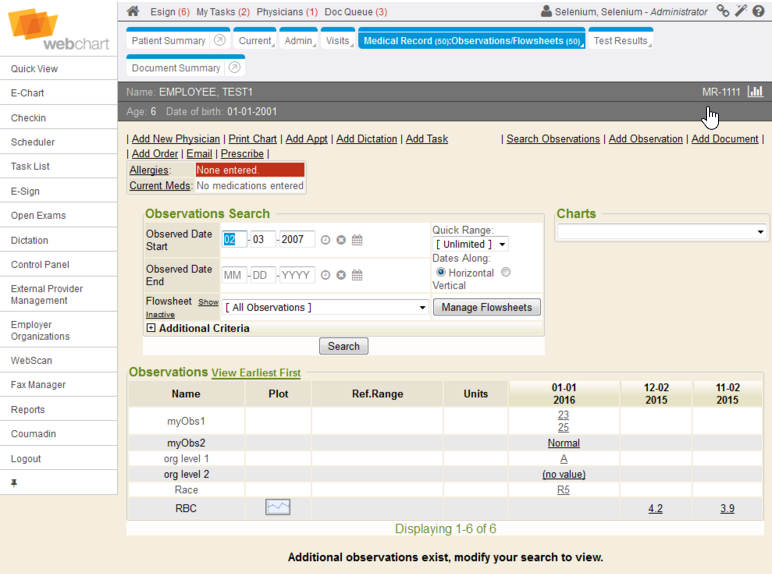 webchart
Esign (6) My Tasks (2) Physicians (1) Doc Queue (3)
Selenium, Selenium - Administrator
Patient Summary
Current
Admin
Visits
Medical Record (50):Observations/Flowsheets (50)
Test Results
Document Summary
Quick View
E-Chart
Checkin
Scheduler
Task List
E-Sign
Open Exams
Dictation
Control Panel
External Provider
Management
Employer
Organizations
WebScan
Fax Manager
Reports
Coumadin
Logout
Name: EMPLOYEE, TEST1
MR-1111
Age: 6 Date of birth: 01-01-2001
| Add New Physician | Print Chart | Add Appt | Add Dictation | Add Task
| Search Observations | Add Observation | Add Document |
| Add Order | Email | Prescribe |
Allergies: None entered.
Current Meds: No medications entered
Observations Search
Observed Date
Start
02 - 03 - 2007
Quick Range:
[ Unlimited ]
Dates Along:
Horizontal
Vertical
Observed Date
End
MM - DD - YYYY
Flowsheet Show
Inactive
[ All Observations ]
Manage Flowsheets
+ Additional Criteria
Search
Charts
Observations View Earliest First
Name Plot Ref.Range Units 01-01 12-02 11-02
2016 2015 2015
myObs1 23
25
myObs2 Normal
org level 1 A
org level 2 (no value)
Race R5
RBC 4.2 3.9
Displaying 1-6 of 6
Additional observations exist, modify your search to view.